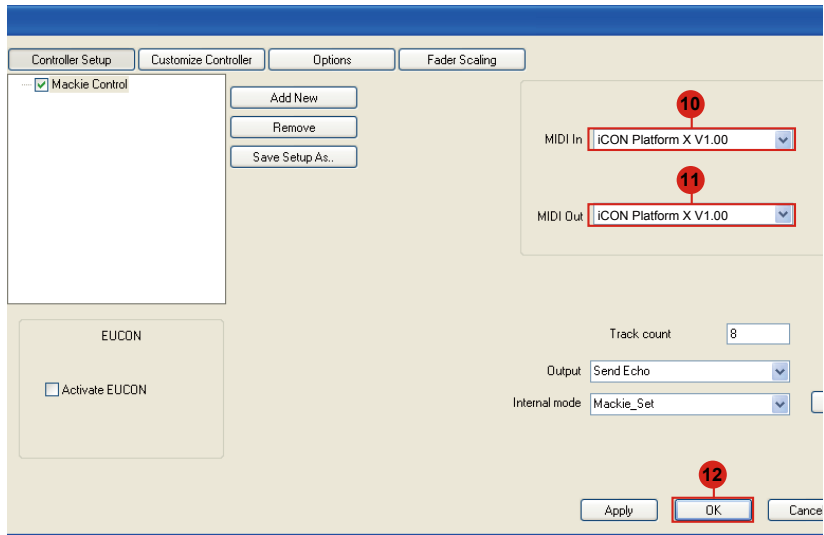 Controller Setup Customize Controller Options Fader Scaling
Mackie Control
Add New
Remove
Save Setup As..
10
MIDI In iCON Platform X V1.00
11
MIDI Out iCON Platform X V1.00
EUCON
Activate EUCON
Track count 8
Output Send Echo
Internal mode Mackie_Set
12
Apply OK Cance